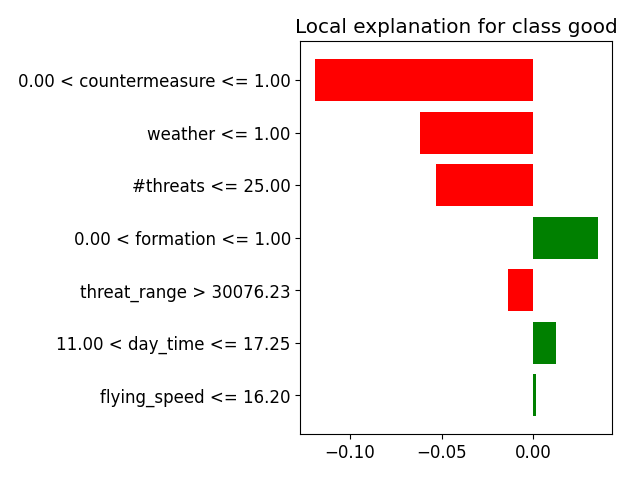 Local explanation for class good
0.00 < countermeasure <= 1.00
weather <= 1.00
#threats <= 25.00
0.00 < formation <= 1.00
threat_range > 30076.23
11.00 < day_time <= 17.25
flying_speed <= 16.20
−0.10 −0.05 0.00